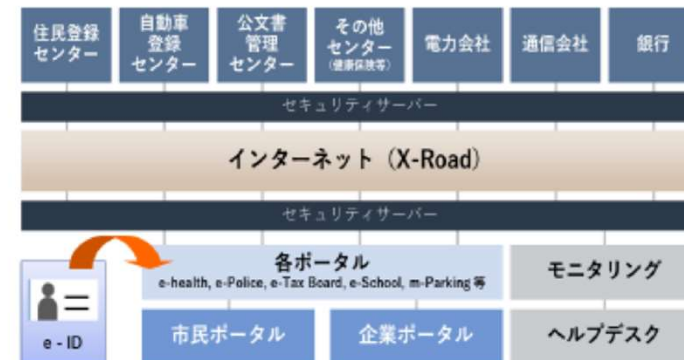 住民登録
センター
自動車
登録
センター
公文書
管理
センター
その他
センター
(健康保険等)
電力会社
通信会社
銀行
セキュリティサーバー
インターネット（X-Road）
セキュリティサーバー
各ポータル
e-health, e-Police, e-Tax Board, e-School, m-Parking 等
モニタリング
e - ID
市民ポータル
企業ポータル
ヘルプデスク